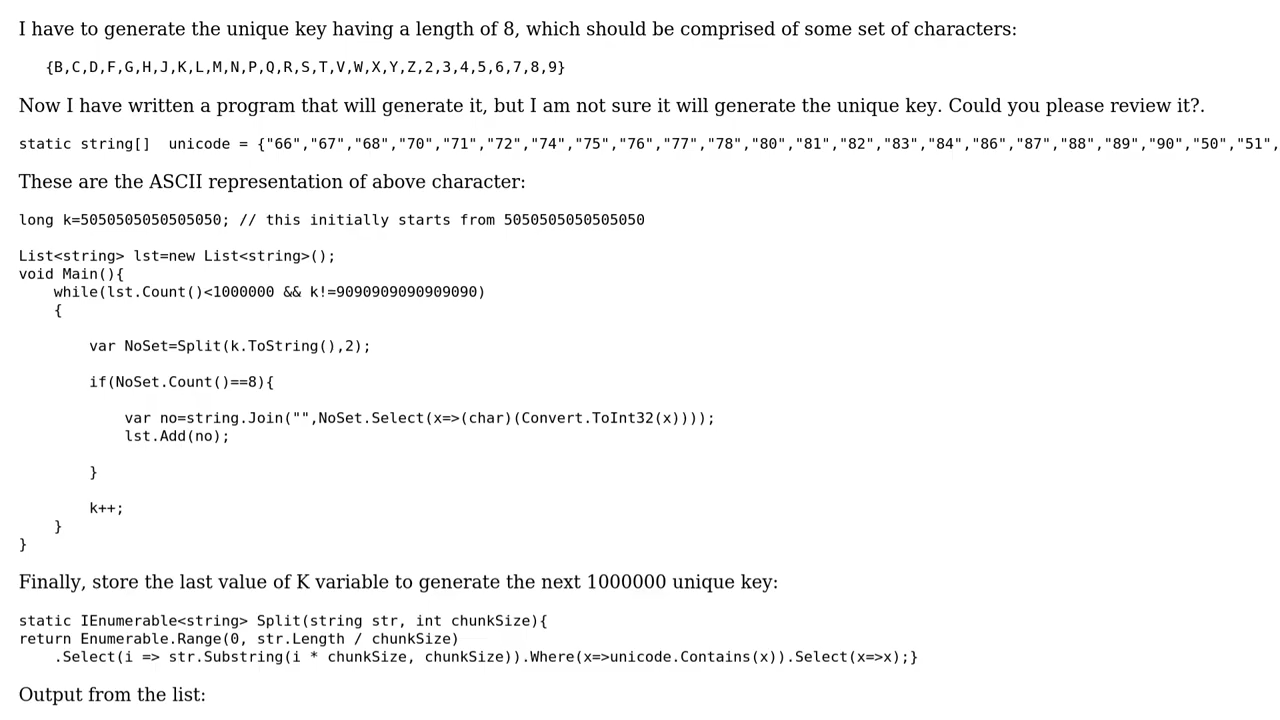 I have to generate the unique key having a length of 8, which should be comprised of some set of characters:
{B,C,D,F,G,H,J,K,L,M,N,P,Q,R,S,T,V,W,X,Y,Z,2,3,4,5,6,7,8,9}
Now I have written a program that will generate it, but I am not sure it will generate the unique key. Could you please review it?.
static string[]  unicode = {"66","67","68","70","71","72","74","75","76","77","78","80","81","82","83","84","86","87","88","89","90","50","51",
These are the ASCII representation of above character:
long k=5050505050505050; // this initially starts from 5050505050505050
List<string> lst=new List<string>();
void Main(){
    while(lst.Count()<1000000 && k!=9090909090909090)
    {
        var NoSet=Split(k.ToString(),2);
        if(NoSet.Count()==8){
            var no=string.Join("",NoSet.Select(x=>(char)(Convert.ToInt32(x))));
            lst.Add(no);
        }
        k++;
    }
}
Finally, store the last value of K variable to generate the next 1000000 unique key:
static IEnumerable<string> Split(string str, int chunkSize){
return Enumerable.Range(0, str.Length / chunkSize)
    .Select(i => str.Substring(i * chunkSize, chunkSize)).Where(x=>unicode.Contains(x)).Select(x=>x);}
Output from the list: